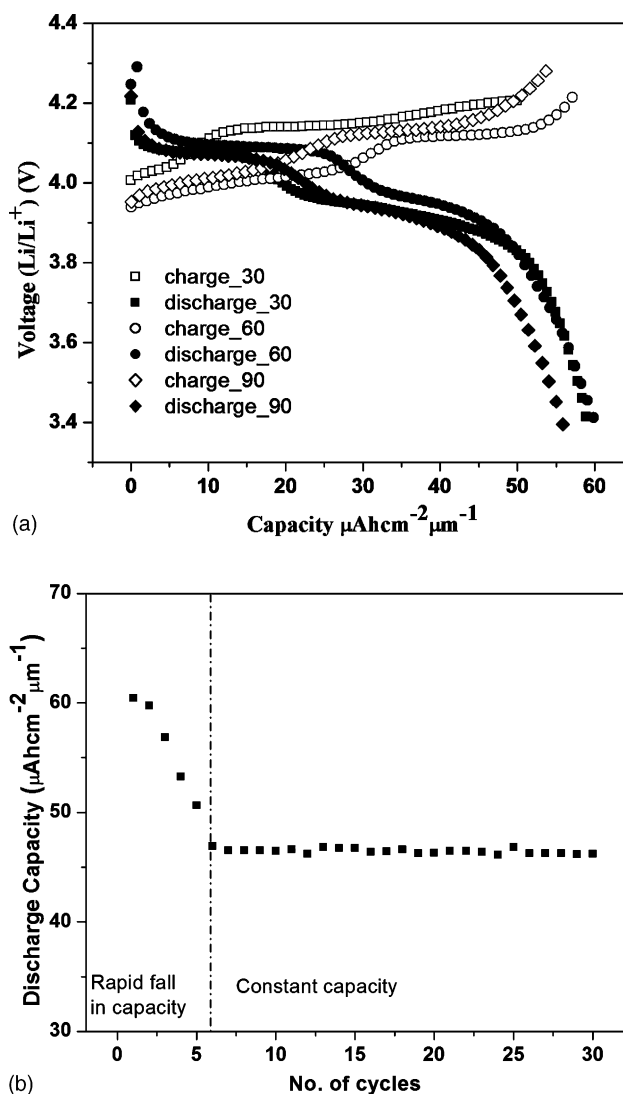 4.4
4.2
4.0
3.8
3.6
3.4
Voltage (Li/Li⁺) (V)
charge_30
discharge_30
charge_60
discharge_60
charge_90
discharge_90
0 10 20 30 40 50 60
Capacity μAhcm⁻²μm⁻¹
(a)
70
60
50
40
30
Discharge Capacity (μAhcm⁻²μm⁻¹)
Rapid fall
in capacity
Constant capacity
0 5 10 15 20 25 30
No. of cycles
(b)